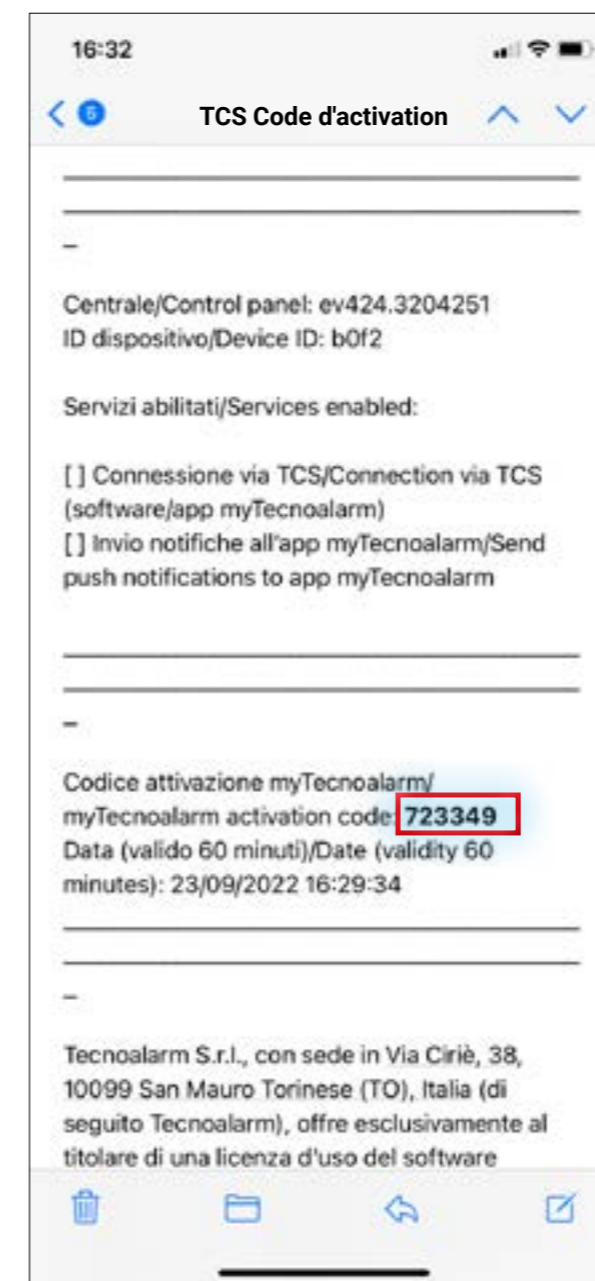 16:32
5
TCS Code d'activation
Centrale/Control panel: ev424.3204251
ID dispositivo/Device ID: b0f2
Servizi abilitati/Services enabled:
[ ] Connessione via TCS/Connection via TCS
(software/app myTecnoalarm)
[ ] Invio notifiche all'app myTecnoalarm/Send
push notifications to app myTecnoalarm
Codice attivazione myTecnoalarm/
myTecnoalarm activation code: 723349
Data (valido 60 minuti)/Date (validity 60
minutes): 23/09/2022 16:29:34
Tecnoalarm S.r.l., con sede in Via Ciriè, 38,
10099 San Mauro Torinese (TO), Italia (di
seguito Tecnoalarm), offre esclusivamente al
titolare di una licenza d'uso del software